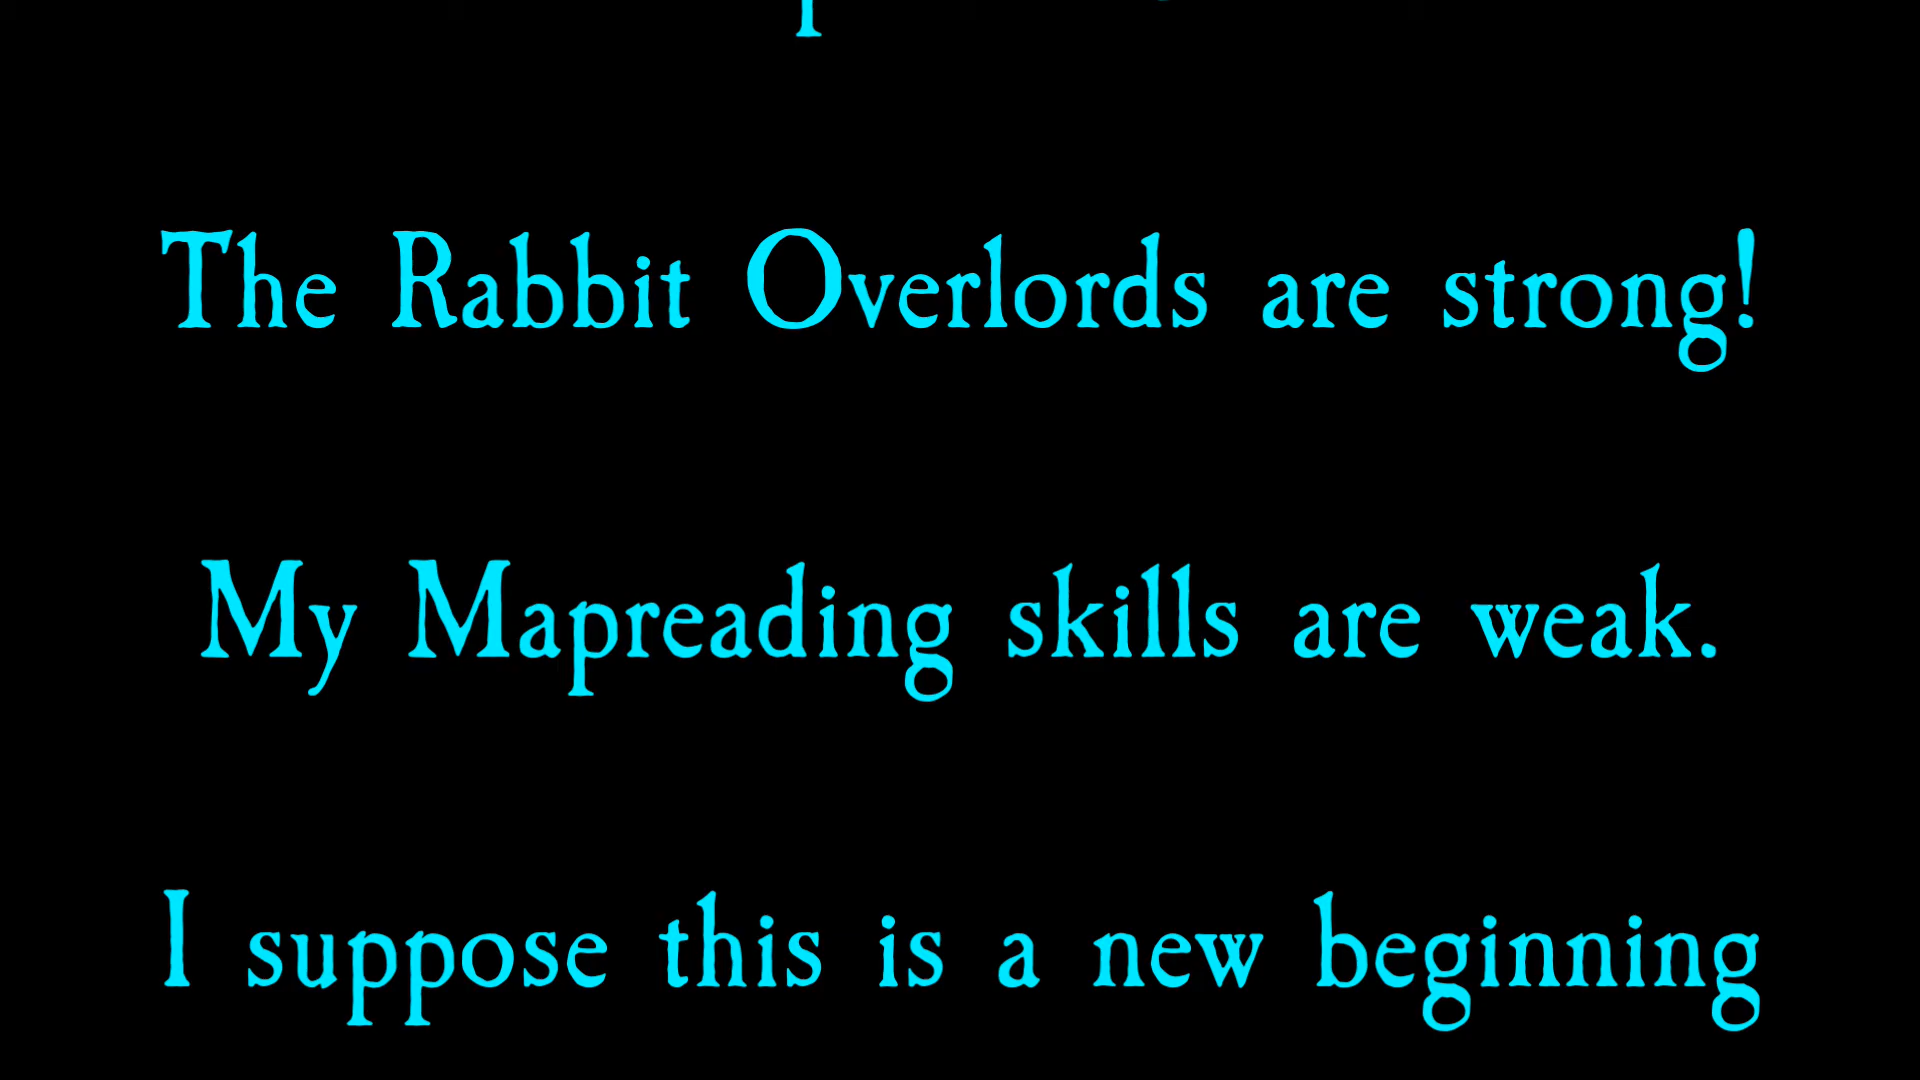 The Rabbit Overlords are strong!
My Mapreading skills are weak.
I suppose this is a new beginning